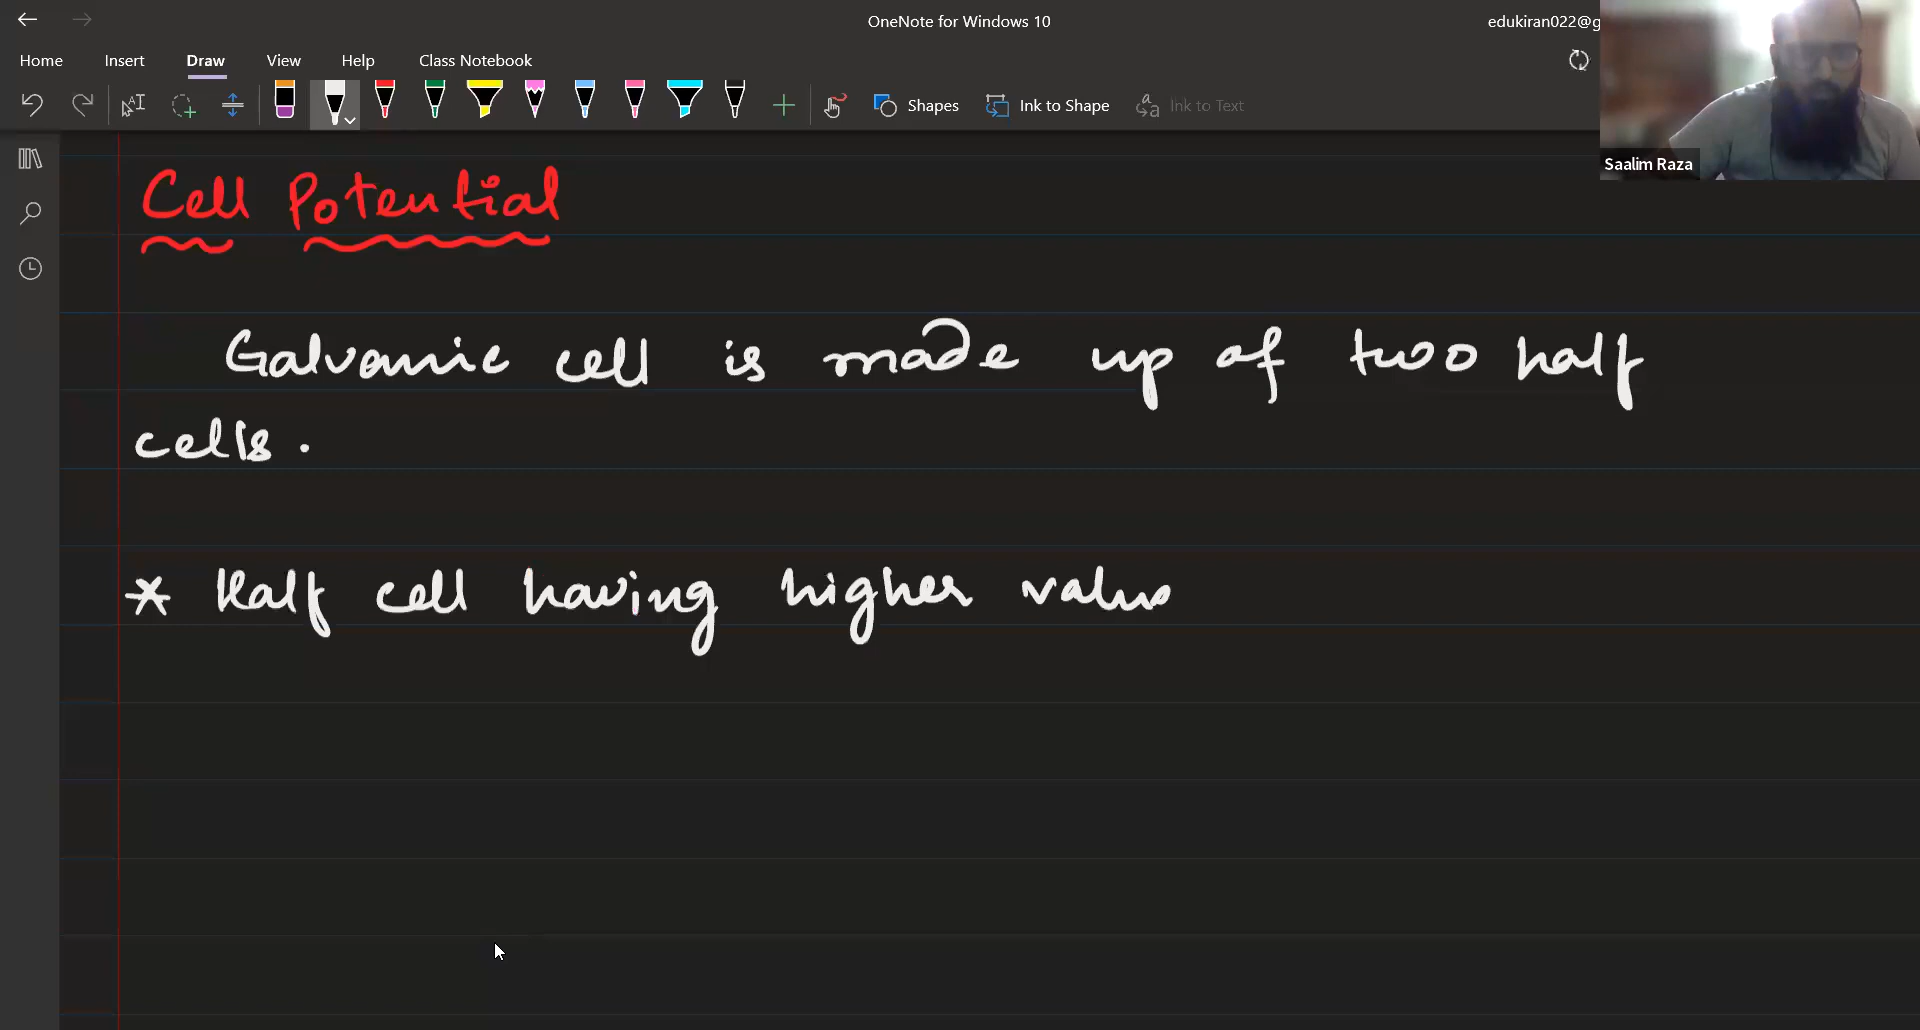 OneNote for Windows 10
edukiran022@g
Home Insert Draw View Help Class Notebook
Shapes Ink to Shape Ink to Text
Saalim Raza
Cell Potential
Galvanic cell is made up of two half
cells.
* Half cell having higher value